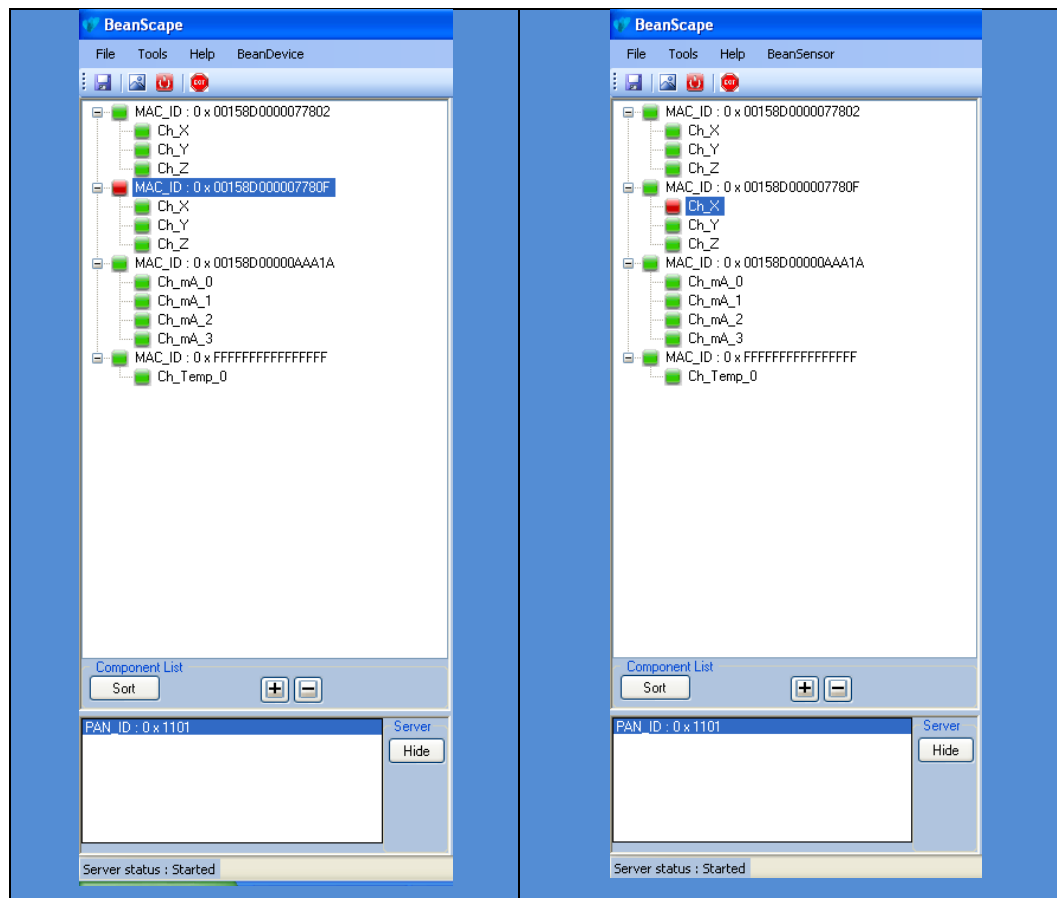 BeanScape
File Tools Help BeanDevice
MAC_ID : 0 x 00158D0000077802
Ch_X
Ch_Y
Ch_Z
MAC_ID : 0 x 00158D000007780F
Ch_X
Ch_Y
Ch_Z
MAC_ID : 0 x 00158D00000AAA1A
Ch_mA_0
Ch_mA_1
Ch_mA_2
Ch_mA_3
MAC_ID : 0 x FFFFFFFFFFFFFFFF
Ch_Temp_0
Component List
Sort
PAN_ID : 0 x 1101
Server
Hide
Server status : Started
BeanScape
File Tools Help BeanSensor
MAC_ID : 0 x 00158D0000077802
Ch_X
Ch_Y
Ch_Z
MAC_ID : 0 x 00158D000007780F
Ch_X
Ch_Y
Ch_Z
MAC_ID : 0 x 00158D00000AAA1A
Ch_mA_0
Ch_mA_1
Ch_mA_2
Ch_mA_3
MAC_ID : 0 x FFFFFFFFFFFFFFFF
Ch_Temp_0
Component List
Sort
PAN_ID : 0 x 1101
Server
Hide
Server status : Started